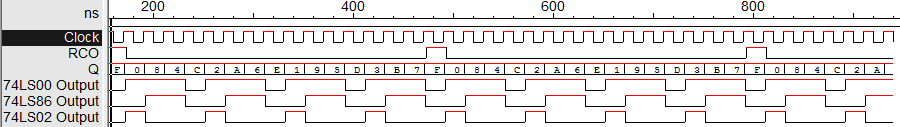 ns 200 400 600 800
Clock
RCO
Q F 0 8 4 C 2 A 6 E 1 9 5 D 3 B 7 F 0 8 4 C 2 A 6 E 1 9 5 D 3 B 7 F 0 8 4 C 2 A
74LS00 Output
74LS86 Output
74LS02 Output